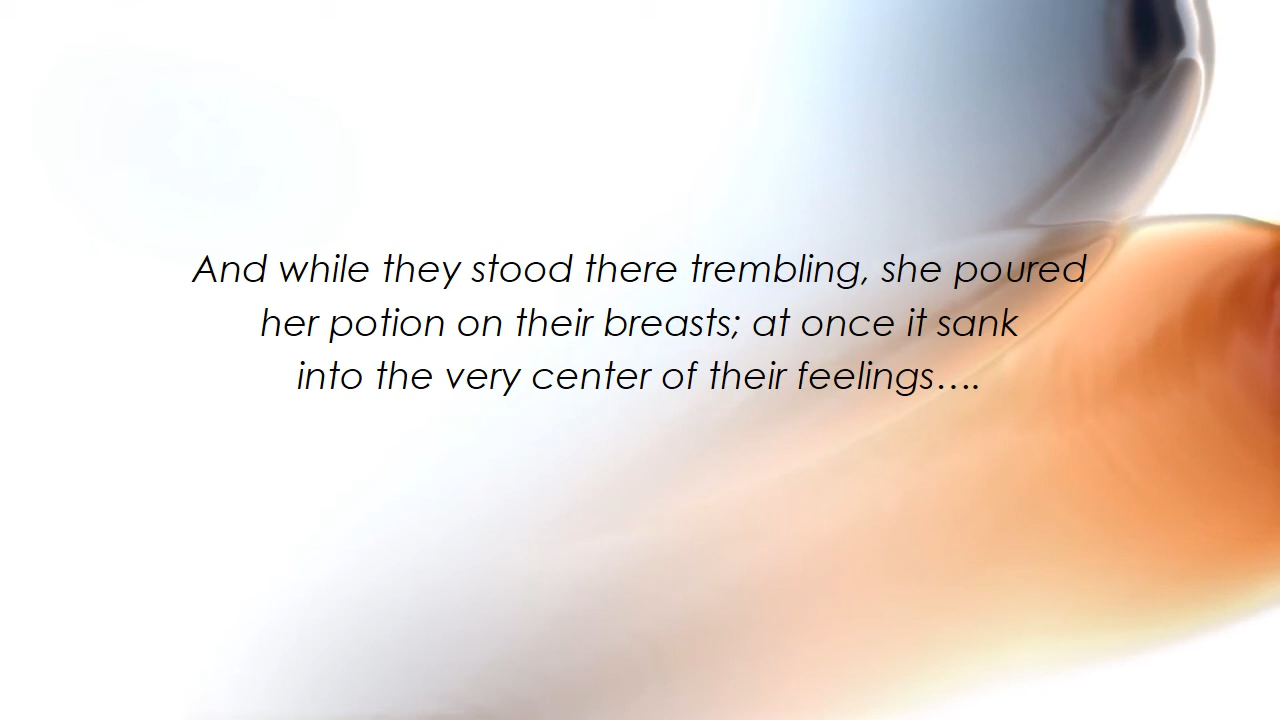 And while they stood there trembling, she poured
her potion on their breasts; at once it sank
into the very center of their feelings….